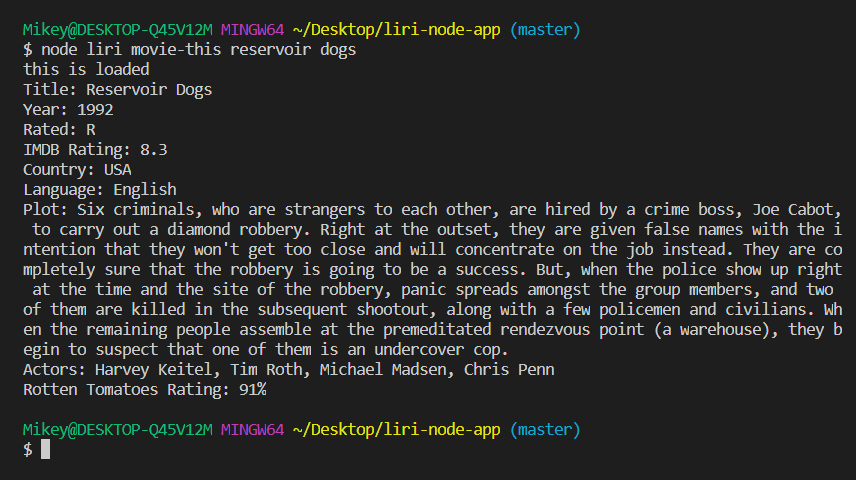 Mikey@DESKTOP-Q45V12M MINGW64 ~/Desktop/liri-node-app (master)
$ node liri movie-this reservoir dogs
this is loaded
Title: Reservoir Dogs
Year: 1992
Rated: R
IMDB Rating: 8.3
Country: USA
Language: English
Plot: Six criminals, who are strangers to each other, are hired by a crime boss, Joe Cabot,
 to carry out a diamond robbery. Right at the outset, they are given false names with the i
ntention that they won't get too close and will concentrate on the job instead. They are co
mpletely sure that the robbery is going to be a success. But, when the police show up right
 at the time and the site of the robbery, panic spreads amongst the group members, and two
of them are killed in the subsequent shootout, along with a few policemen and civilians. Wh
en the remaining people assemble at the premeditated rendezvous point (a warehouse), they b
egin to suspect that one of them is an undercover cop.
Actors: Harvey Keitel, Tim Roth, Michael Madsen, Chris Penn
Rotten Tomatoes Rating: 91%
Mikey@DESKTOP-Q45V12M MINGW64 ~/Desktop/liri-node-app (master)
$